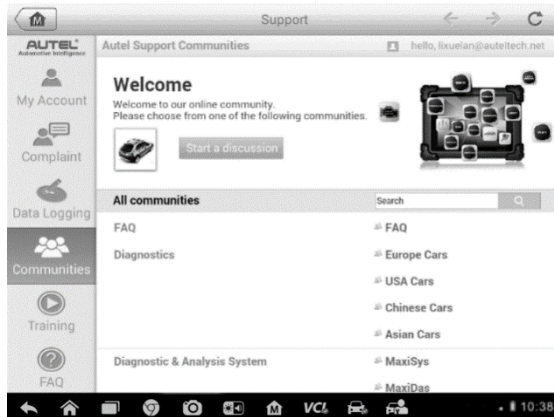 Support
AUTEL
Automotive Intelligence
Autel Support Communities
hello, lixuelan@auteltech.net
My Account
Complaint
Data Logging
Communities
Training
FAQ
Welcome
Welcome to our online community.
Please choose from one of the following communities.
Start a discussion
All communities
Search
FAQ
FAQ
Diagnostics
Europe Cars
USA Cars
Chinese Cars
Asian Cars
Diagnostic & Analysis System
MaxiSys
MaxiDas
VCI
10:38